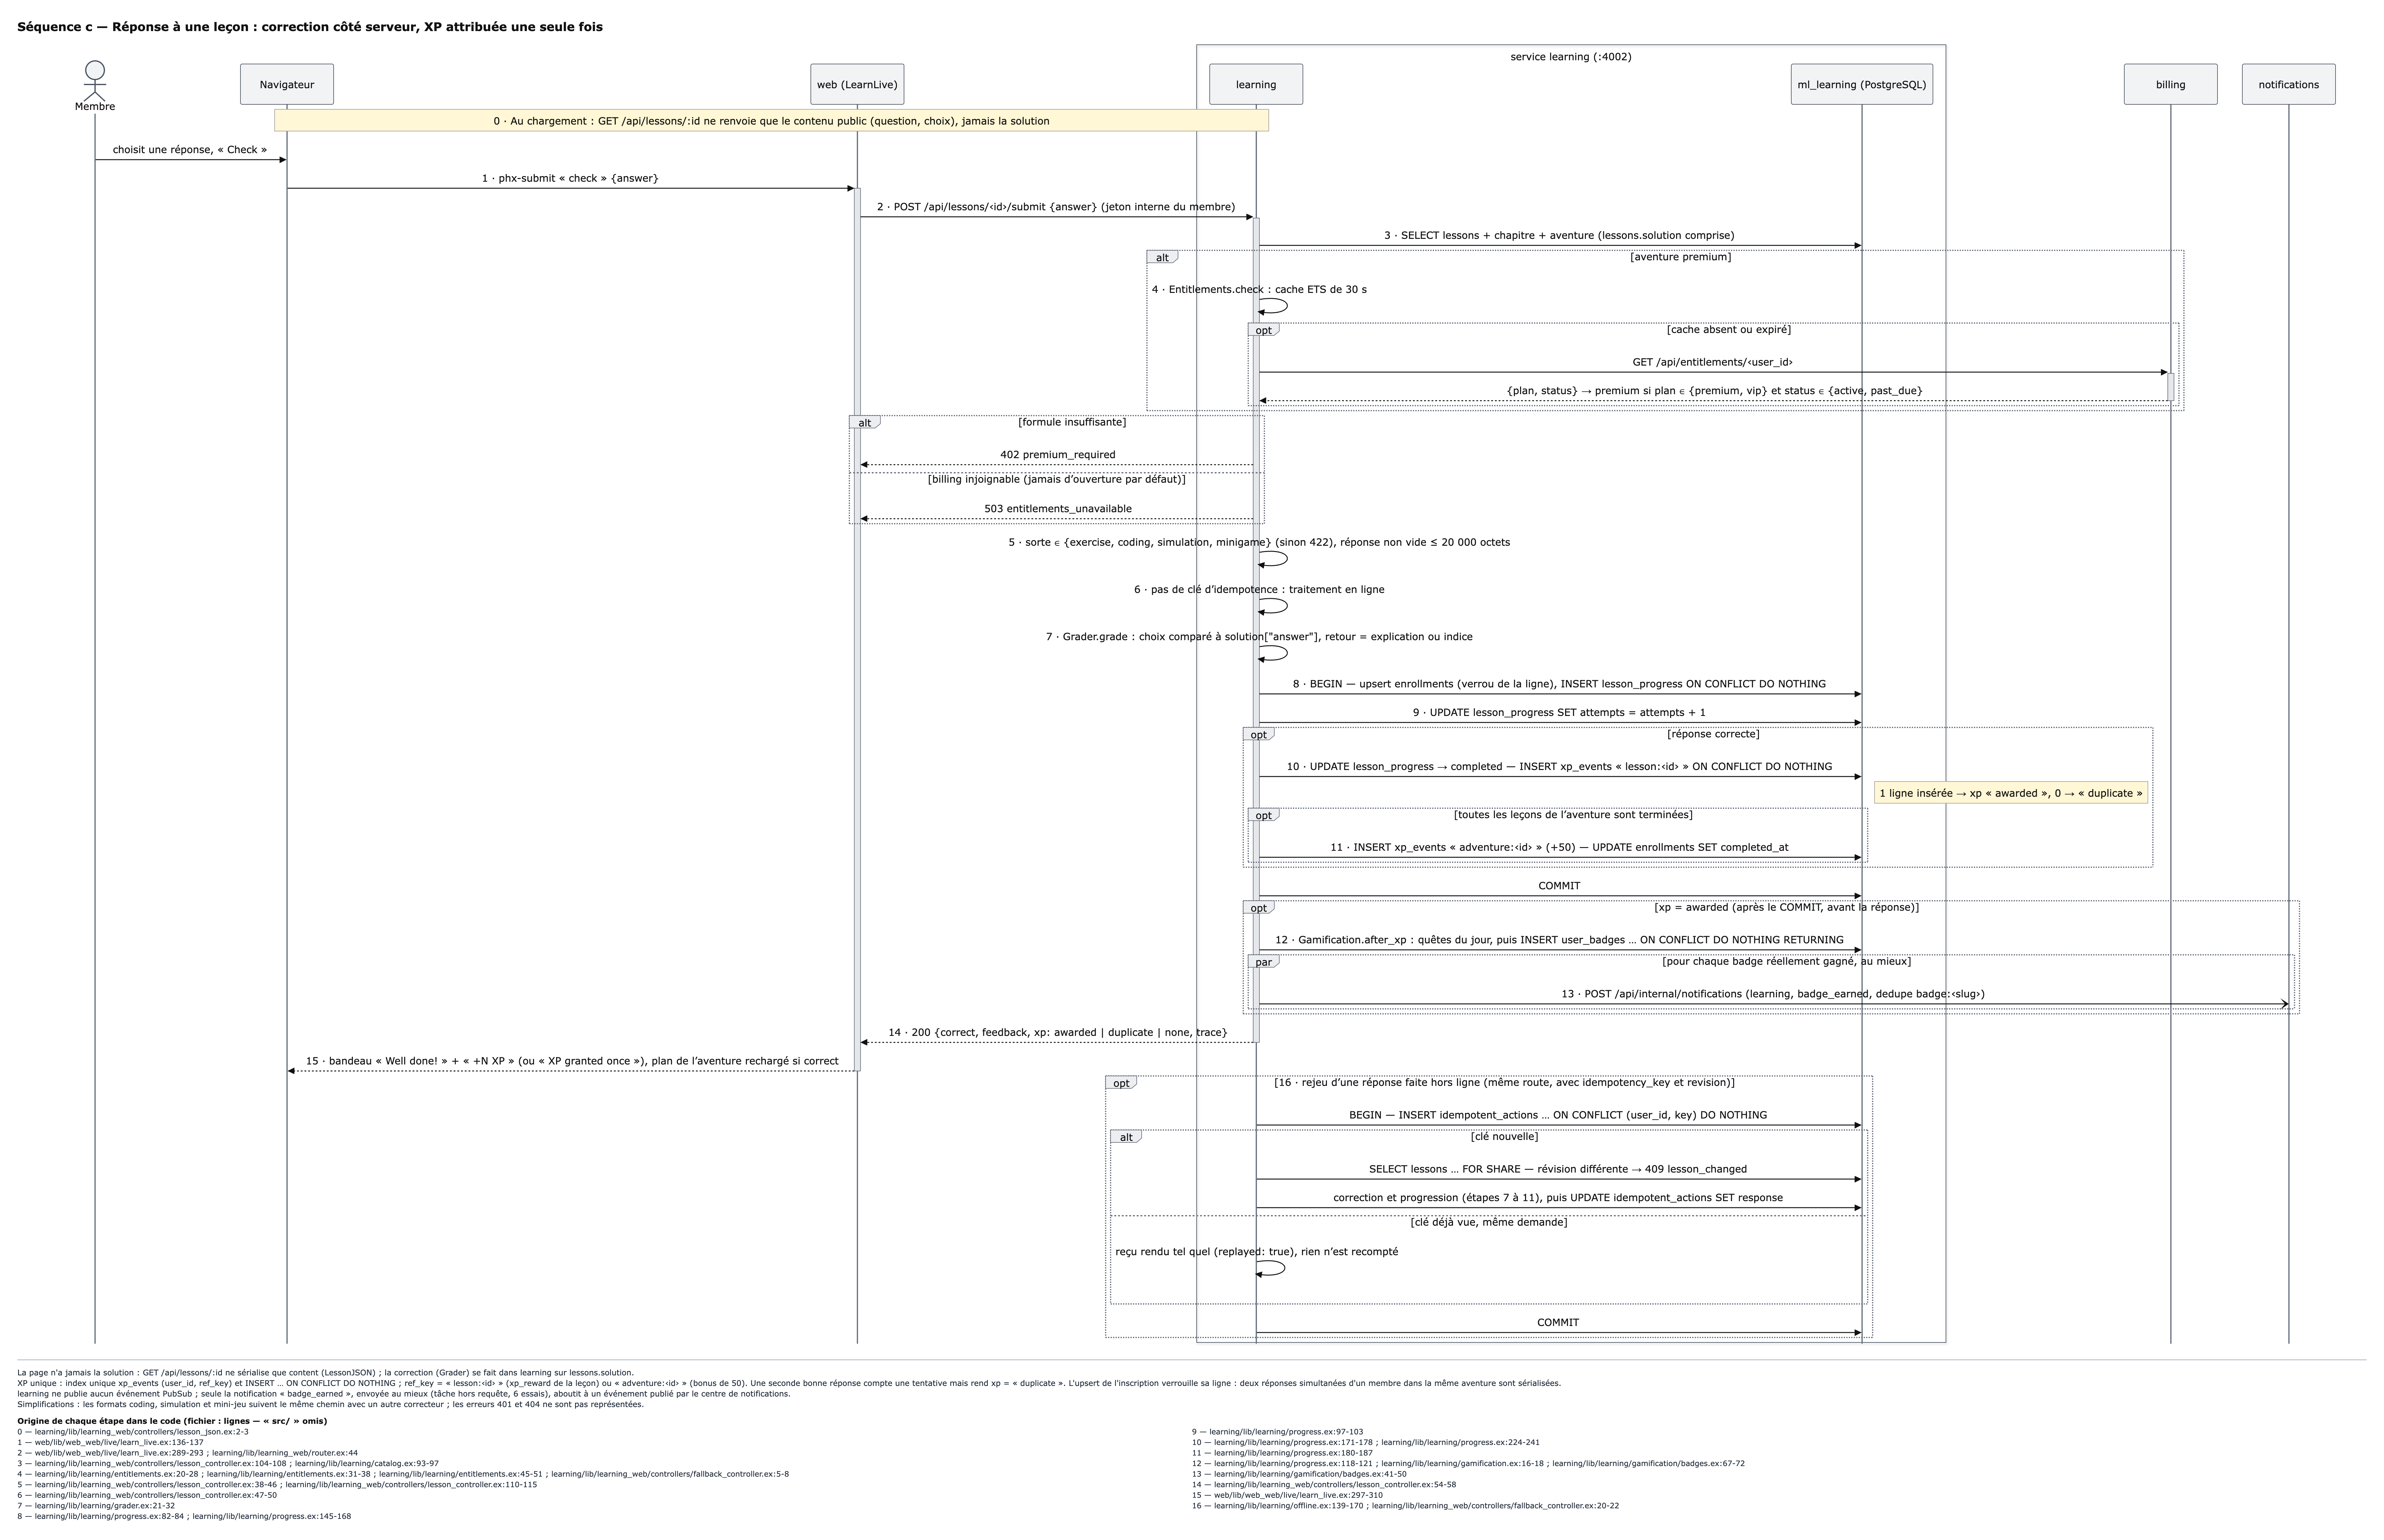 Séquence c — Réponse à une leçon : correction côté serveur, XP attribuée une seule fois
service learning (:4002)
Membre
Navigateur
web (LearnLive)
learning
ml_learning (PostgreSQL)
billing
notifications
0 · Au chargement : GET /api/lessons/:id ne renvoie que le contenu public (question, choix), jamais la solution
choisit une réponse, « Check »
1 · phx-submit « check » {answer}
2 · POST /api/lessons/‹id›/submit {answer} (jeton interne du membre)
3 · SELECT lessons + chapitre + aventure (lessons.solution comprise)
alt
[aventure premium]
4 · Entitlements.check : cache ETS de 30 s
opt
[cache absent ou expiré]
GET /api/entitlements/‹user_id›
{plan, status} → premium si plan ∈ {premium, vip} et status ∈ {active, past_due}
alt
[formule insuffisante]
402 premium_required
[billing injoignable (jamais d’ouverture par défaut)]
503 entitlements_unavailable
5 · sorte ∈ {exercise, coding, simulation, minigame} (sinon 422), réponse non vide ≤ 20 000 octets
6 · pas de clé d’idempotence : traitement en ligne
7 · Grader.grade : choix comparé à solution["answer"], retour = explication ou indice
8 · BEGIN — upsert enrollments (verrou de la ligne), INSERT lesson_progress ON CONFLICT DO NOTHING
9 · UPDATE lesson_progress SET attempts = attempts + 1
opt
[réponse correcte]
10 · UPDATE lesson_progress → completed — INSERT xp_events « lesson:‹id› » ON CONFLICT DO NOTHING
1 ligne insérée → xp « awarded », 0 → « duplicate »
opt
[toutes les leçons de l’aventure sont terminées]
11 · INSERT xp_events « adventure:‹id› » (+50) — UPDATE enrollments SET completed_at
COMMIT
opt
[xp = awarded (après le COMMIT, avant la réponse)]
12 · Gamification.after_xp : quêtes du jour, puis INSERT user_badges … ON CONFLICT DO NOTHING RETURNING
par
[pour chaque badge réellement gagné, au mieux]
13 · POST /api/internal/notifications (learning, badge_earned, dedupe badge:‹slug›)
14 · 200 {correct, feedback, xp: awarded | duplicate | none, trace}
15 · bandeau « Well done! » + « +N XP » (ou « XP granted once »), plan de l’aventure rechargé si correct
opt
[16 · rejeu d’une réponse faite hors ligne (même route, avec idempotency_key et revision)]
BEGIN — INSERT idempotent_actions … ON CONFLICT (user_id, key) DO NOTHING
alt
[clé nouvelle]
SELECT lessons … FOR SHARE — révision différente → 409 lesson_changed
correction et progression (étapes 7 à 11), puis UPDATE idempotent_actions SET response
[clé déjà vue, même demande]
reçu rendu tel quel (replayed: true), rien n’est recompté
COMMIT
La page n'a jamais la solution : GET /api/lessons/:id ne sérialise que content (LessonJSON) ; la correction (Grader) se fait dans learning sur lessons.solution.
XP unique : index unique xp_events (user_id, ref_key) et INSERT … ON CONFLICT DO NOTHING ; ref_key = « lesson:‹id› » (xp_reward de la leçon) ou « adventure:‹id› » (bonus de 50). Une seconde bonne réponse compte une tentative mais rend xp = « duplicate ». L'upsert de l'inscription verrouille sa ligne : deux réponses simultanées d'un membre dans la même aventure sont sérialisées.
learning ne publie aucun événement PubSub ; seule la notification « badge_earned », envoyée au mieux (tâche hors requête, 6 essais), aboutit à un événement publié par le centre de notifications.
Simplifications : les formats coding, simulation et mini-jeu suivent le même chemin avec un autre correcteur ; les erreurs 401 et 404 ne sont pas représentées.
Origine de chaque étape dans le code (fichier : lignes — « src/ » omis)
0 — learning/lib/learning_web/controllers/lesson_json.ex:2-3
1 — web/lib/web_web/live/learn_live.ex:136-137
2 — web/lib/web_web/live/learn_live.ex:289-293 ; learning/lib/learning_web/router.ex:44
3 — learning/lib/learning_web/controllers/lesson_controller.ex:104-108 ; learning/lib/learning/catalog.ex:93-97
4 — learning/lib/learning/entitlements.ex:20-28 ; learning/lib/learning/entitlements.ex:31-38 ; learning/lib/learning/entitlements.ex:45-51 ; learning/lib/learning_web/controllers/fallback_controller.ex:5-8
5 — learning/lib/learning_web/controllers/lesson_controller.ex:38-46 ; learning/lib/learning_web/controllers/lesson_controller.ex:110-115
6 — learning/lib/learning_web/controllers/lesson_controller.ex:47-50
7 — learning/lib/learning/grader.ex:21-32
8 — learning/lib/learning/progress.ex:82-84 ; learning/lib/learning/progress.ex:145-168
9 — learning/lib/learning/progress.ex:97-103
10 — learning/lib/learning/progress.ex:171-178 ; learning/lib/learning/progress.ex:224-241
11 — learning/lib/learning/progress.ex:180-187
12 — learning/lib/learning/progress.ex:118-121 ; learning/lib/learning/gamification.ex:16-18 ; learning/lib/learning/gamification/badges.ex:67-72
13 — learning/lib/learning/gamification/badges.ex:41-50
14 — learning/lib/learning_web/controllers/lesson_controller.ex:54-58
15 — web/lib/web_web/live/learn_live.ex:297-310
16 — learning/lib/learning/offline.ex:139-170 ; learning/lib/learning_web/controllers/fallback_controller.ex:20-22